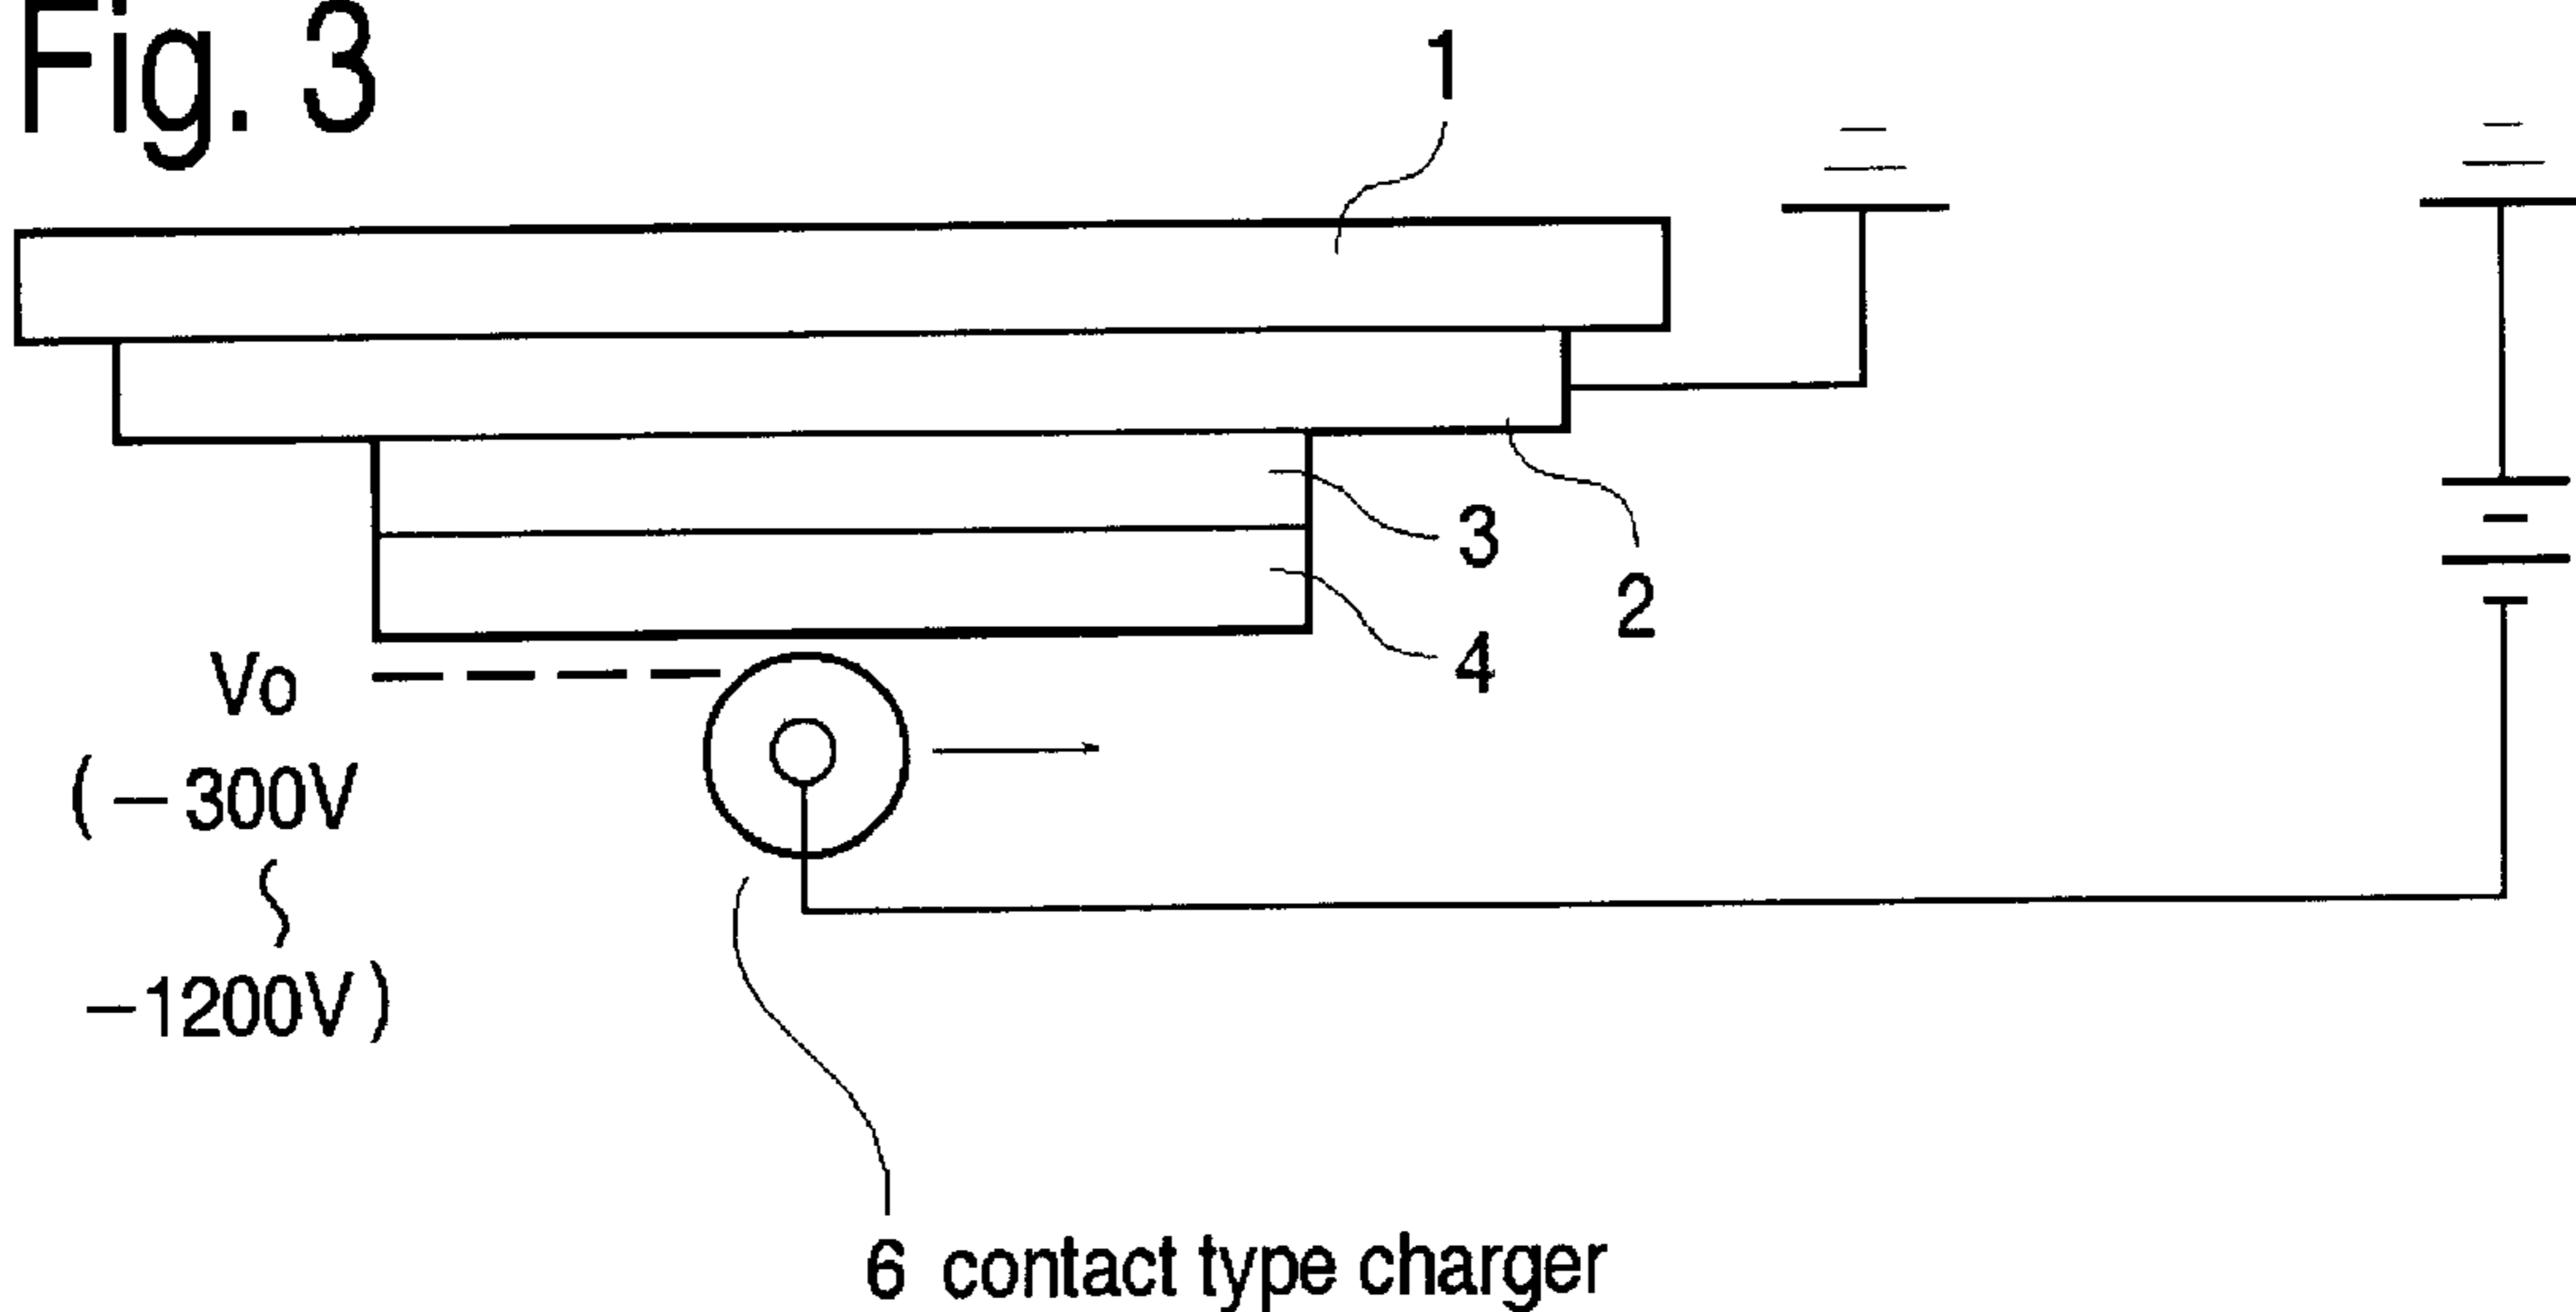 Fig. 3
1
3
2
4
Vo
(−300V
〜
−1200V)
6 contact type charger